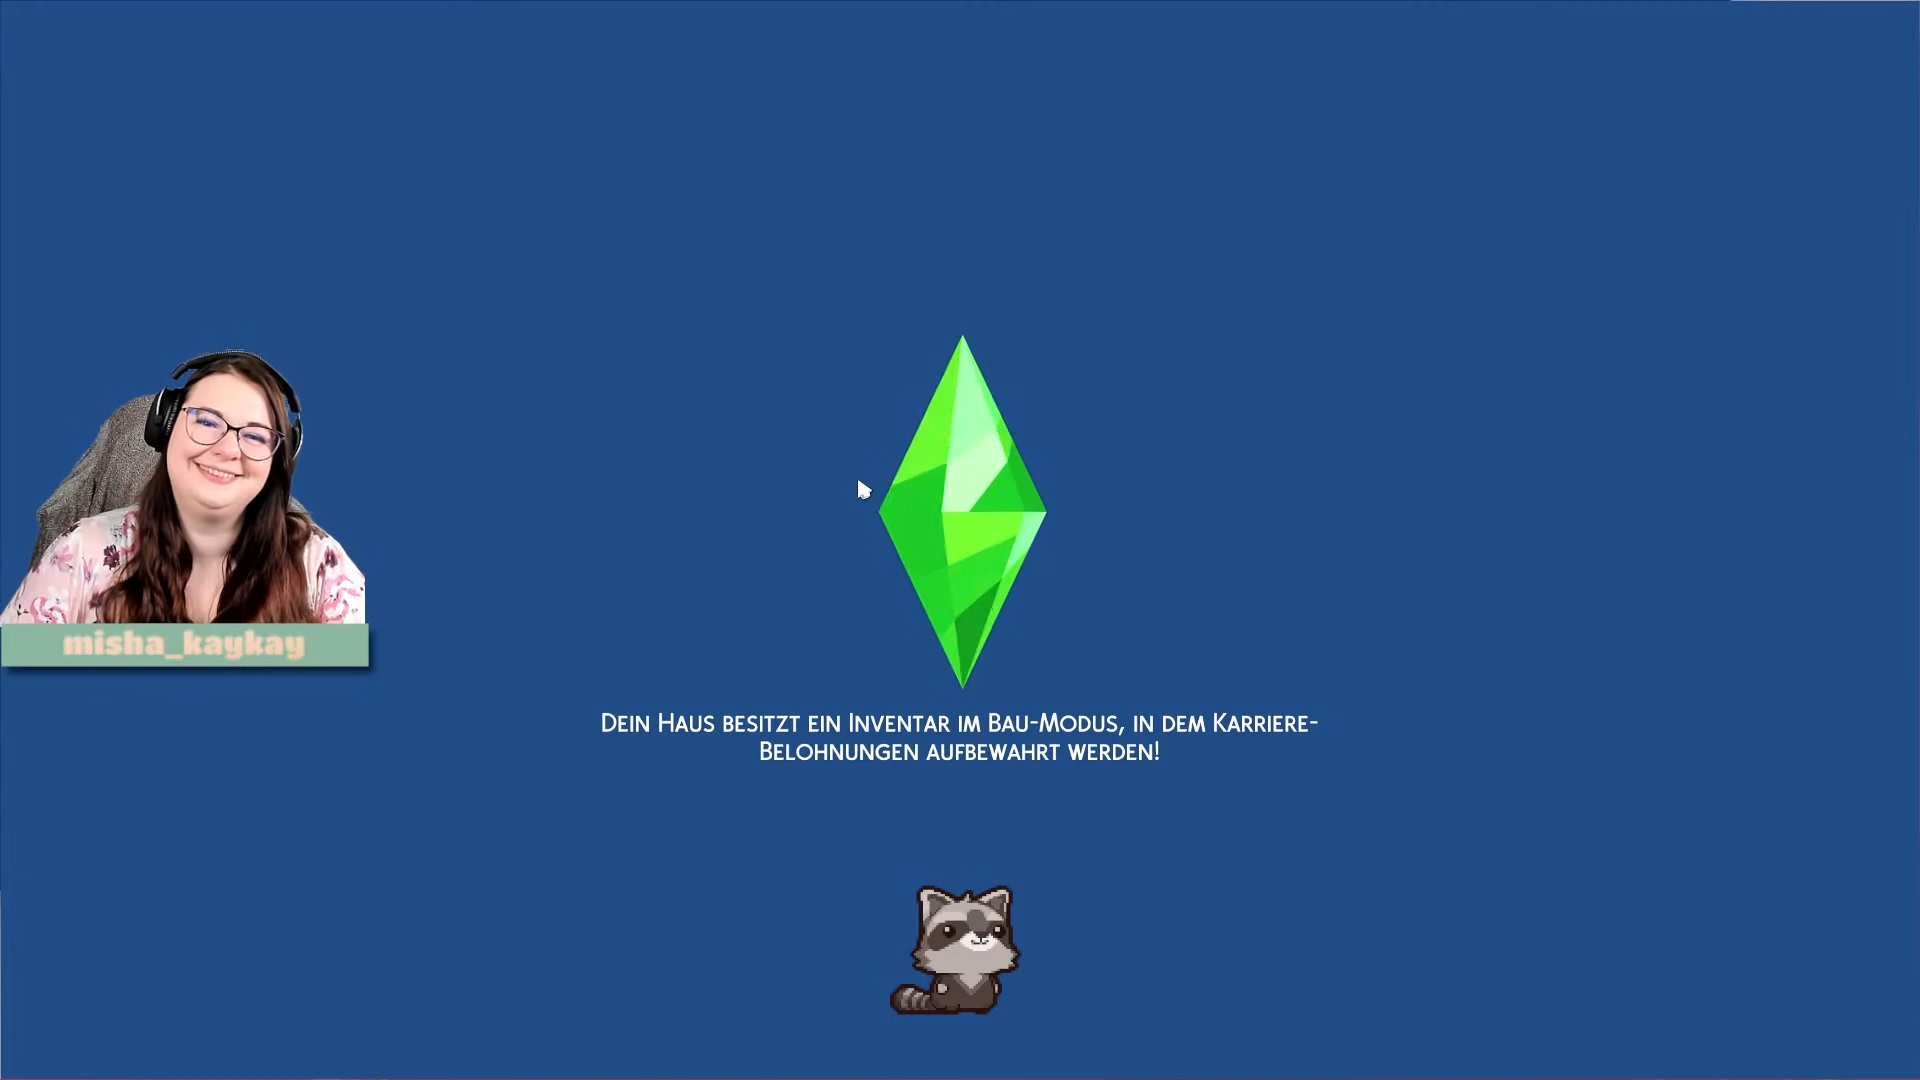 misha_kaykay
Dein Haus besitzt ein Inventar im Bau-Modus, in dem Karriere-
Belohnungen aufbewahrt werden!